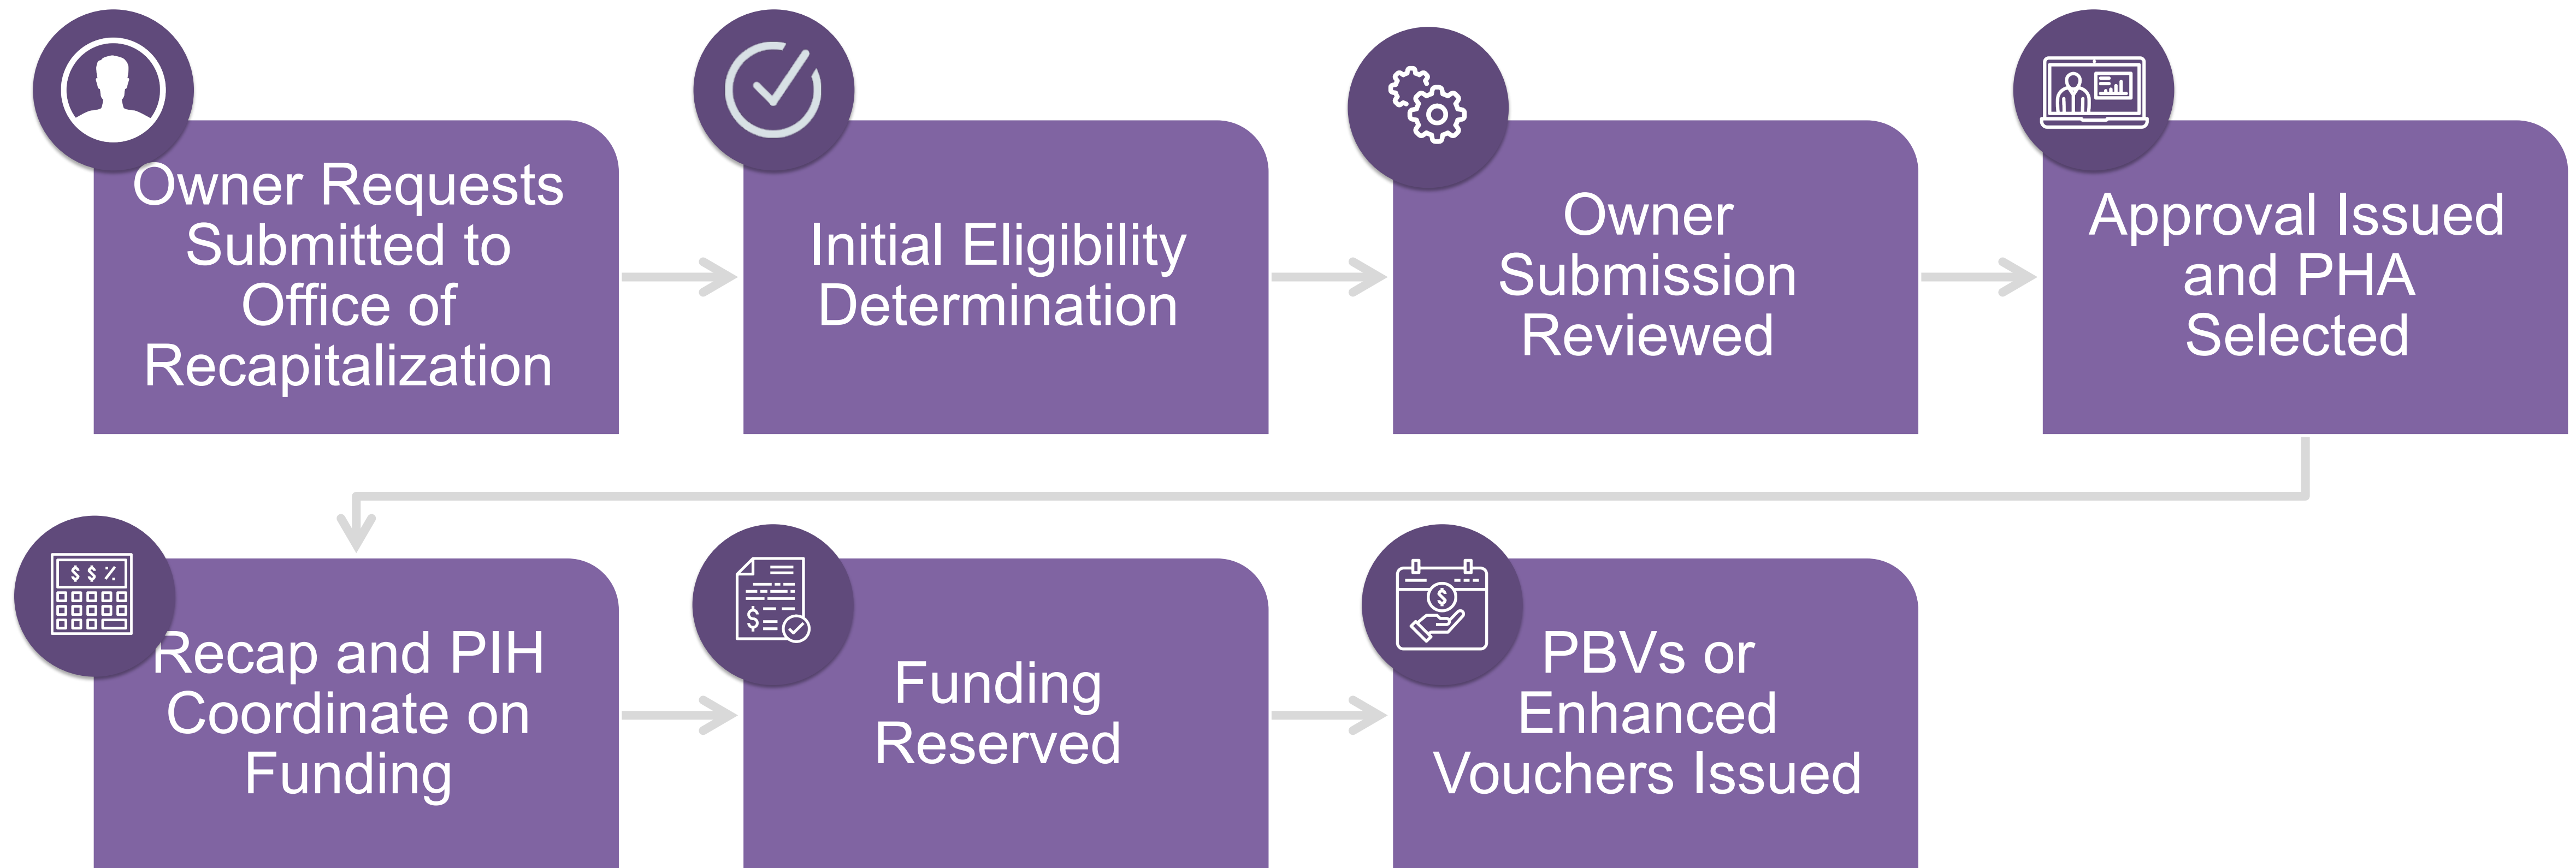 Owner Requests
Submitted to
Office of
Recapitalization
Initial Eligibility
Determination
Owner
Submission
Reviewed
Approval Issued
and PHA
Selected
$ $ %
Recap and PIH
Coordinate on
Funding
$
Funding
Reserved
$
PBVs or
Enhanced
Vouchers Issued